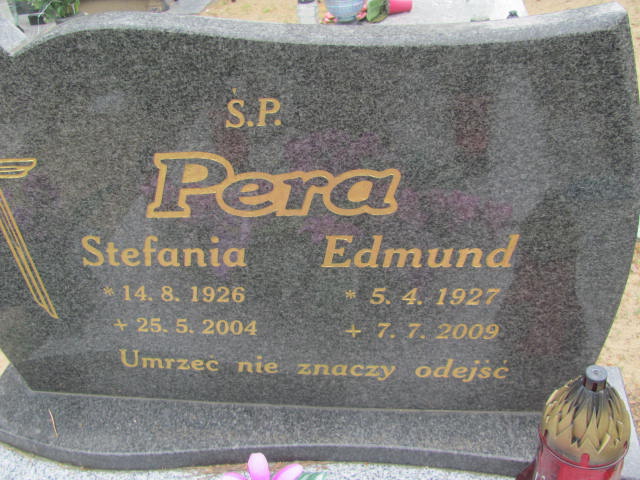 Ś.P.
Pera
Stefania Edmund
* 14. 8. 1926 * 5. 4. 1927
+ 25. 5. 2004 + 7. 7. 2009
Umrzeć nie znaczy odejść